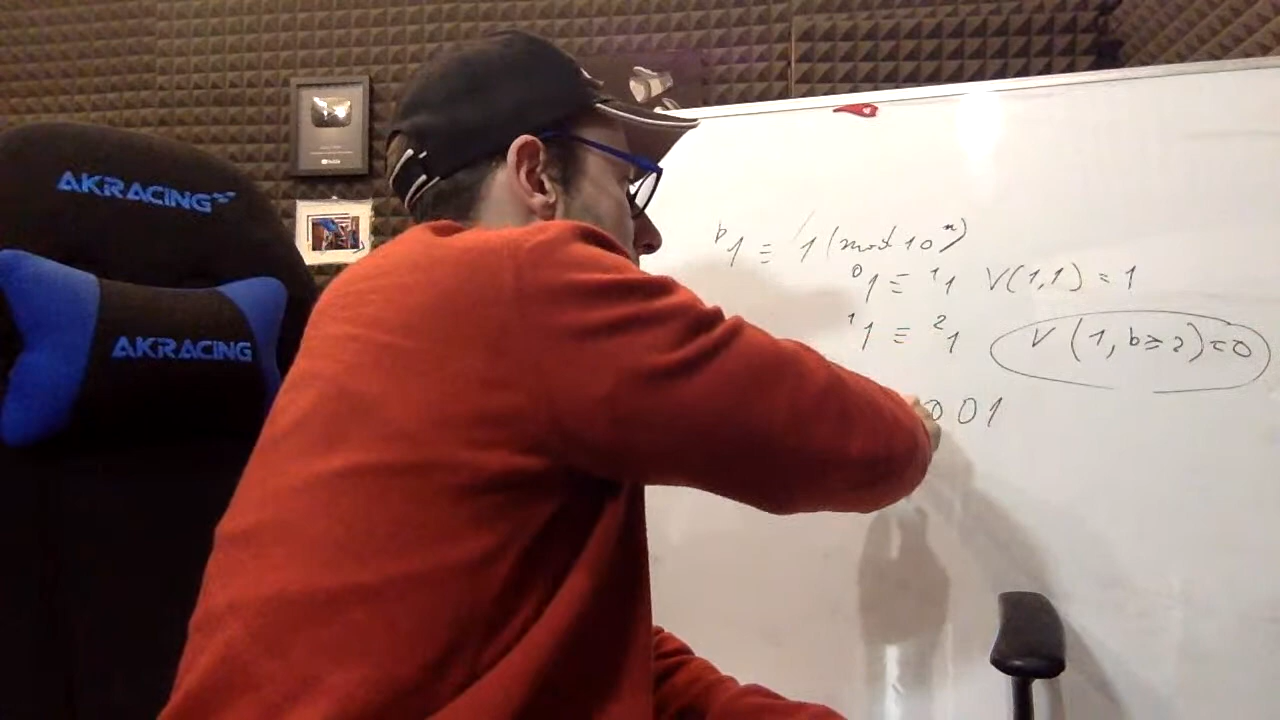 AKRACING
AKRACING
ᵇ1 ≡ 1 (mod 10ⁿ)
⁰1 ≡ ¹1 V(1,1) = 1
¹1 ≡ ²1 V(1, b≥2)=0
001